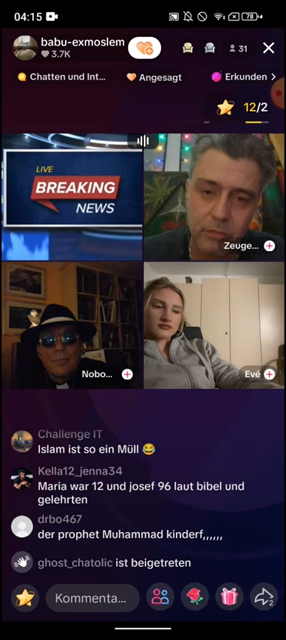 04:15
78
babu-exmoslem
3.7K
31
Chatten und Int...
Angesagt
Erkunden
12/2
LIVE
BREAKING
NEWS
Zeuge...
Nobo...
Evé
Challenge IT
Islam ist so ein Müll 😂
Kella12_jenna34
Maria war 12 und josef 96 laut bibel und
gelehrten
drbo467
der prophet Muhammad kinderf,,,,,,
ghost_chatolic ist beigetreten
Kommenta...
2